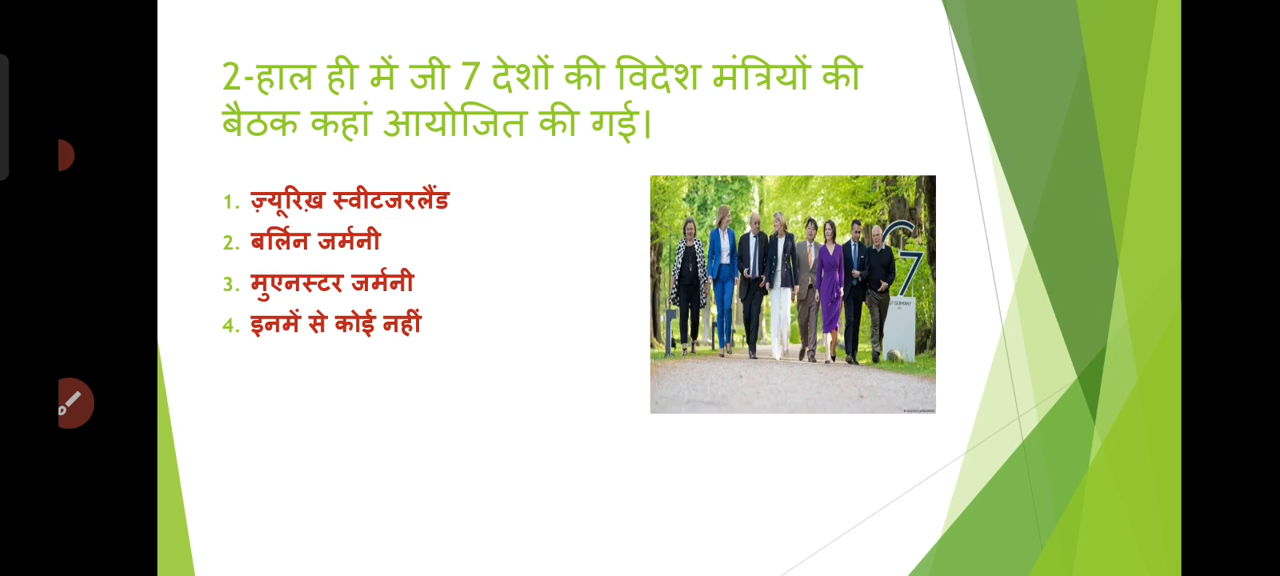 2-हाल ही में जी 7 देशों की विदेश मंत्रियों की
बैठक कहां आयोजित की गई।
1. ज़्यूरिख़ स्वीटजरलैंड
2. बर्लिन जर्मनी
3. मुएनस्टर जर्मनी
4. इनमें से कोई नहीं
G7